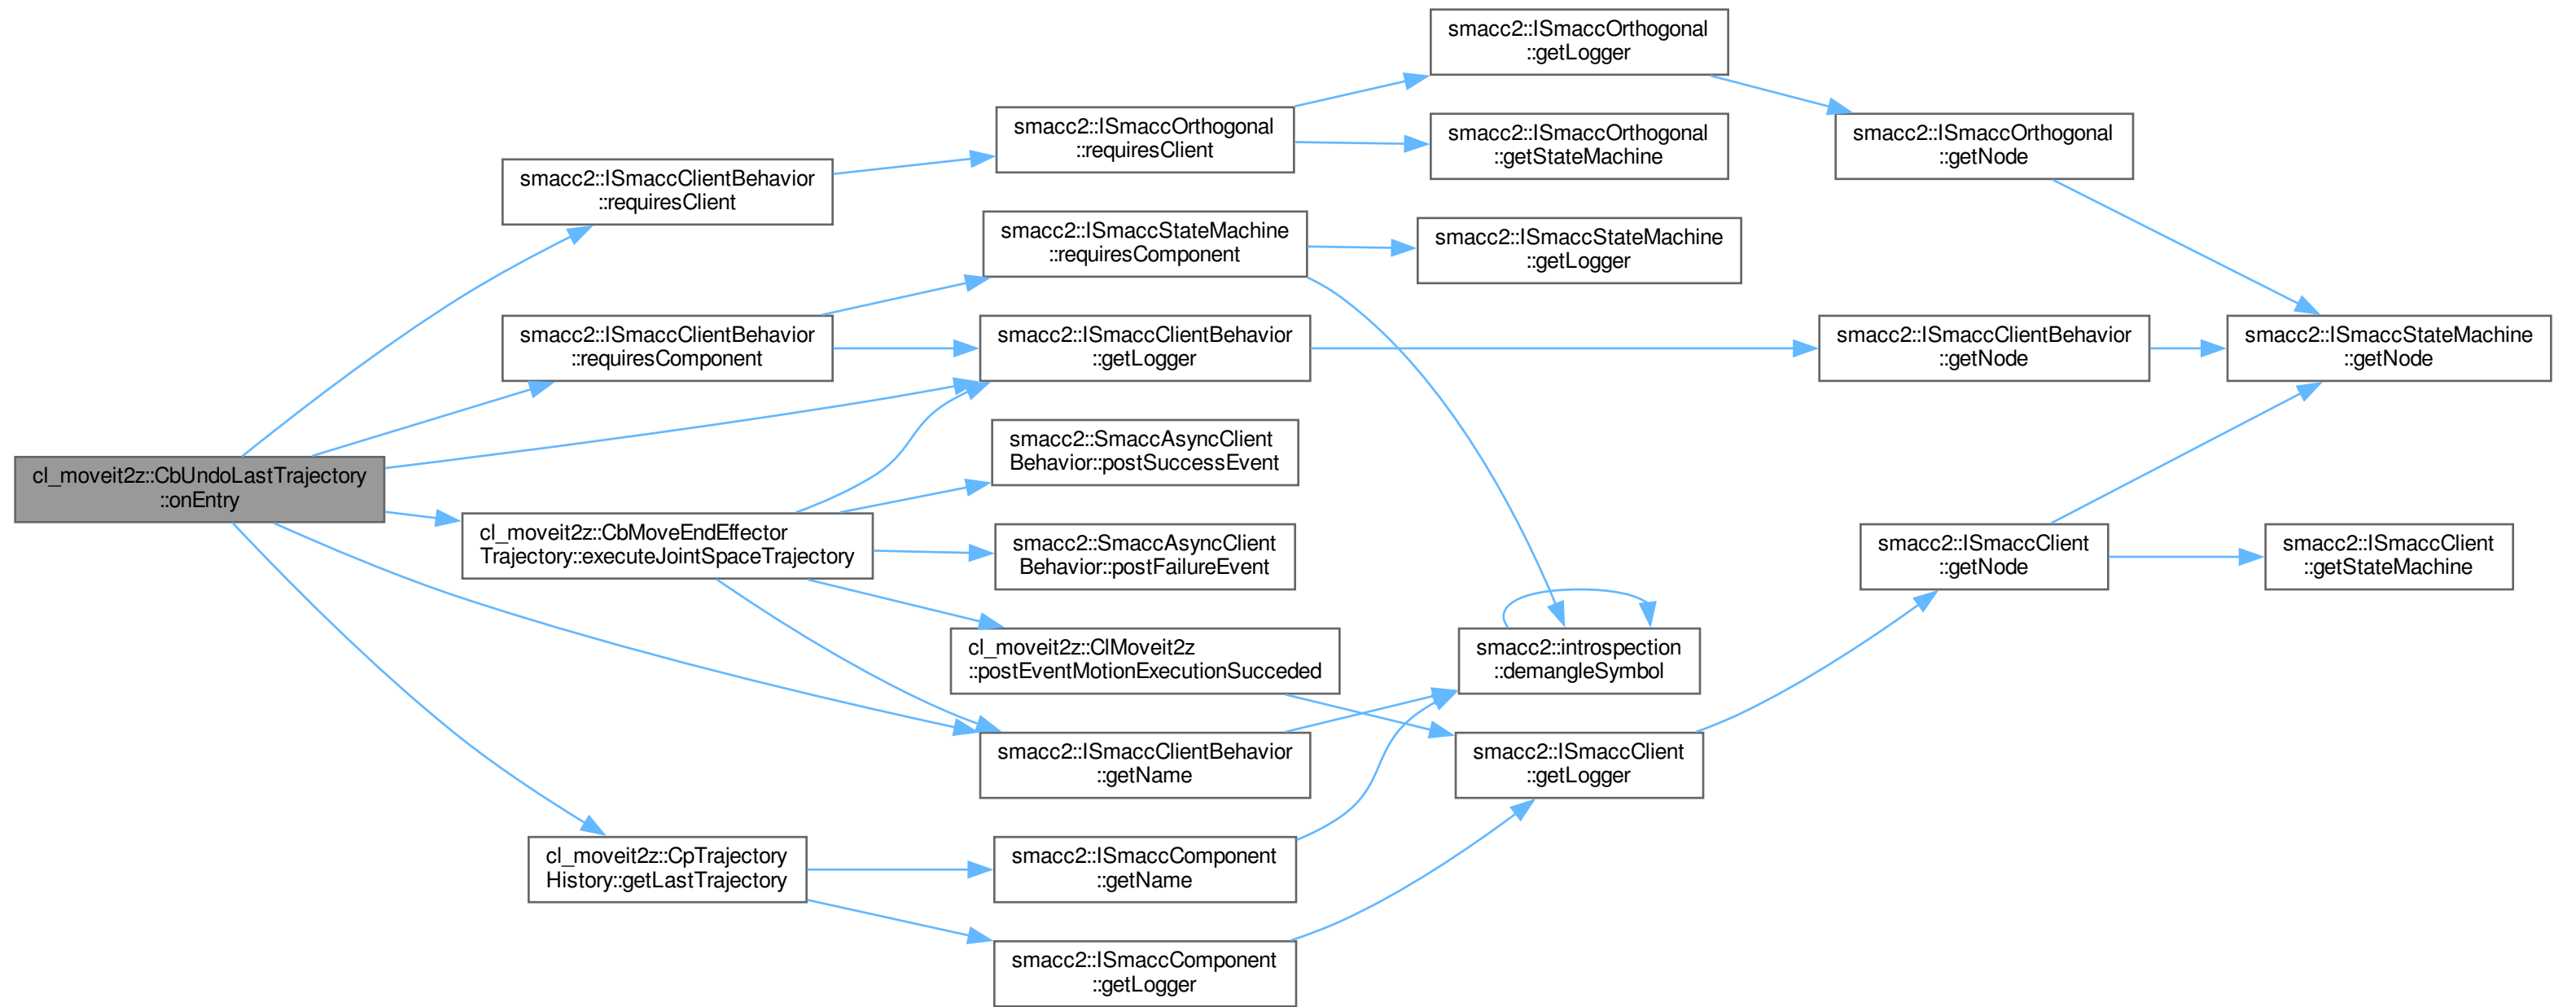 cl_moveit2z::CbUndoLastTrajectory
::onEntry
smacc2::ISmaccClientBehavior
::requiresClient
smacc2::ISmaccClientBehavior
::requiresComponent
cl_moveit2z::CbMoveEndEffector
Trajectory::executeJointSpaceTrajectory
cl_moveit2z::CpTrajectory
History::getLastTrajectory
smacc2::ISmaccOrthogonal
::requiresClient
smacc2::ISmaccStateMachine
::requiresComponent
smacc2::ISmaccClientBehavior
::getLogger
smacc2::SmaccAsyncClient
Behavior::postSuccessEvent
smacc2::SmaccAsyncClient
Behavior::postFailureEvent
cl_moveit2z::ClMoveit2z
::postEventMotionExecutionSucceded
smacc2::ISmaccClientBehavior
::getName
smacc2::ISmaccComponent
::getName
smacc2::ISmaccComponent
::getLogger
smacc2::ISmaccOrthogonal
::getLogger
smacc2::ISmaccOrthogonal
::getStateMachine
smacc2::ISmaccStateMachine
::getLogger
smacc2::introspection
::demangleSymbol
smacc2::ISmaccClient
::getLogger
smacc2::ISmaccOrthogonal
::getNode
smacc2::ISmaccClientBehavior
::getNode
smacc2::ISmaccClient
::getNode
smacc2::ISmaccStateMachine
::getNode
smacc2::ISmaccClient
::getStateMachine